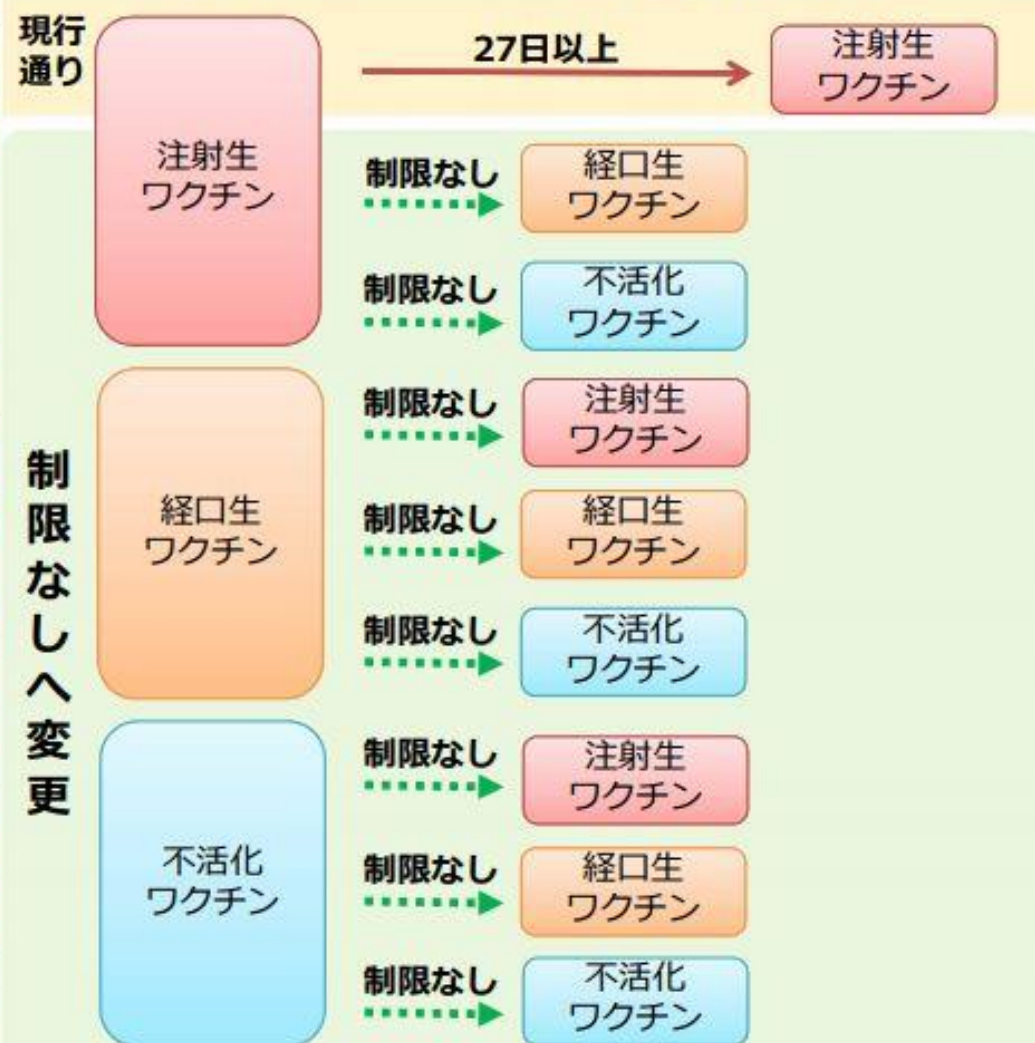 現行
通り
注射生
ワクチン
27日以上
注射生
ワクチン
制限なしへ変更
制限なし
経口生
ワクチン
制限なし
不活化
ワクチン
経口生
ワクチン
制限なし
注射生
ワクチン
制限なし
経口生
ワクチン
制限なし
不活化
ワクチン
不活化
ワクチン
制限なし
注射生
ワクチン
制限なし
経口生
ワクチン
制限なし
不活化
ワクチン